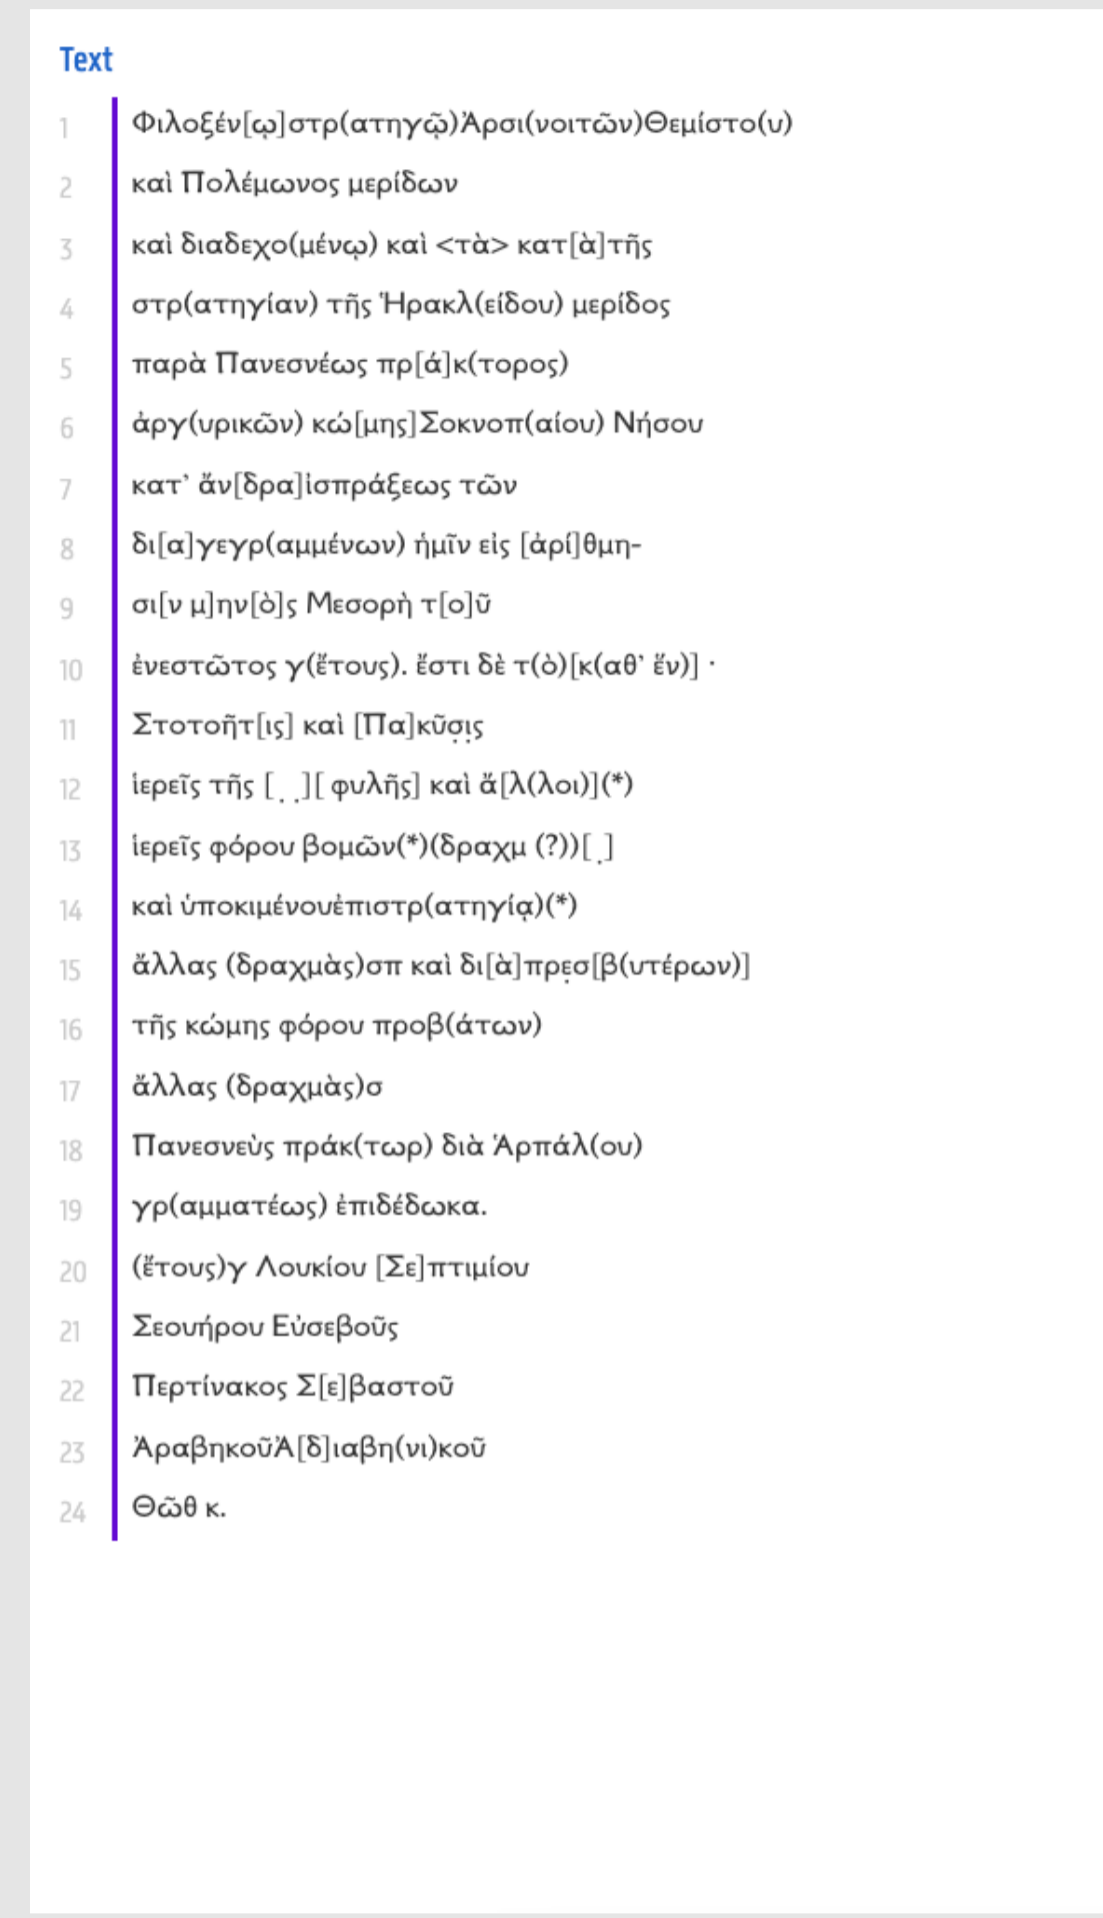 Text
1 Φιλοξέν[ῳ]στρ(ατηγῷ)Ἀρσι(νοιτῶν)Θεμίστο(υ)
2 καὶ Πολέμωνος μερίδων
3 καὶ διαδεχο(μένῳ) καὶ <τὰ> κατ[ὰ]τῆς
4 στρ(ατηγίαν) τῆς Ἡρακλ(είδου) μερίδος
5 παρὰ Πανεσνέως πρ[ά]κ(τορος)
6 ἀργ(υρικῶν) κώ[μης]Σοκνοπ(αίου) Νήσου
7 κατʼ ἄν[δρα]ἰσπράξεως τῶν
8 δι[α]γεγρ(αμμένων) ἡμῖν εἰς [ἀρί]θμη-
9 σι[ν μ]ην[ὸ]ς Μεσορὴ τ[ο]ῦ
10 ἐνεστῶτος γ(ἔτους). ἔστι δὲ τ(ὸ)[κ(αθʼ ἕν)] ·
11 Στοτοῆτ[ις] καὶ [Πα]κῦσ̣ι̣ς
12 ἱερεῖς τῆς [ ̣ ̣][ φυλῆς] καὶ ἄ[λ(λοι)](*)
13 ἱερεῖς φόρου βομῶν(*)(δραχμ (?))[ ̣]
14 καὶ ὑποκιμένουἐπιστρ(ατηγίᾳ)(*)
15 ἄλλας (δραχμὰς)σπ καὶ δι[ὰ]πρε̣σ[β(υτέρων)]
16 τῆς κώμης φόρου προβ(άτων)
17 ἄλλας (δραχμὰς)σ
18 Πανεσνεὺς πράκ(τωρ) διὰ Ἁρπάλ(ου)
19 γρ(αμματέως) ἐπιδέδωκα.
20 (ἔτους)γ Λουκίου [Σε]πτιμίου
21 Σεουήρου Εὐσεβοῦς
22 Περτίνακος Σ[ε]βαστοῦ
23 ἈραβηκοῦἈ[δ]ιαβη(νι)κοῦ
24 Θῶθ κ.